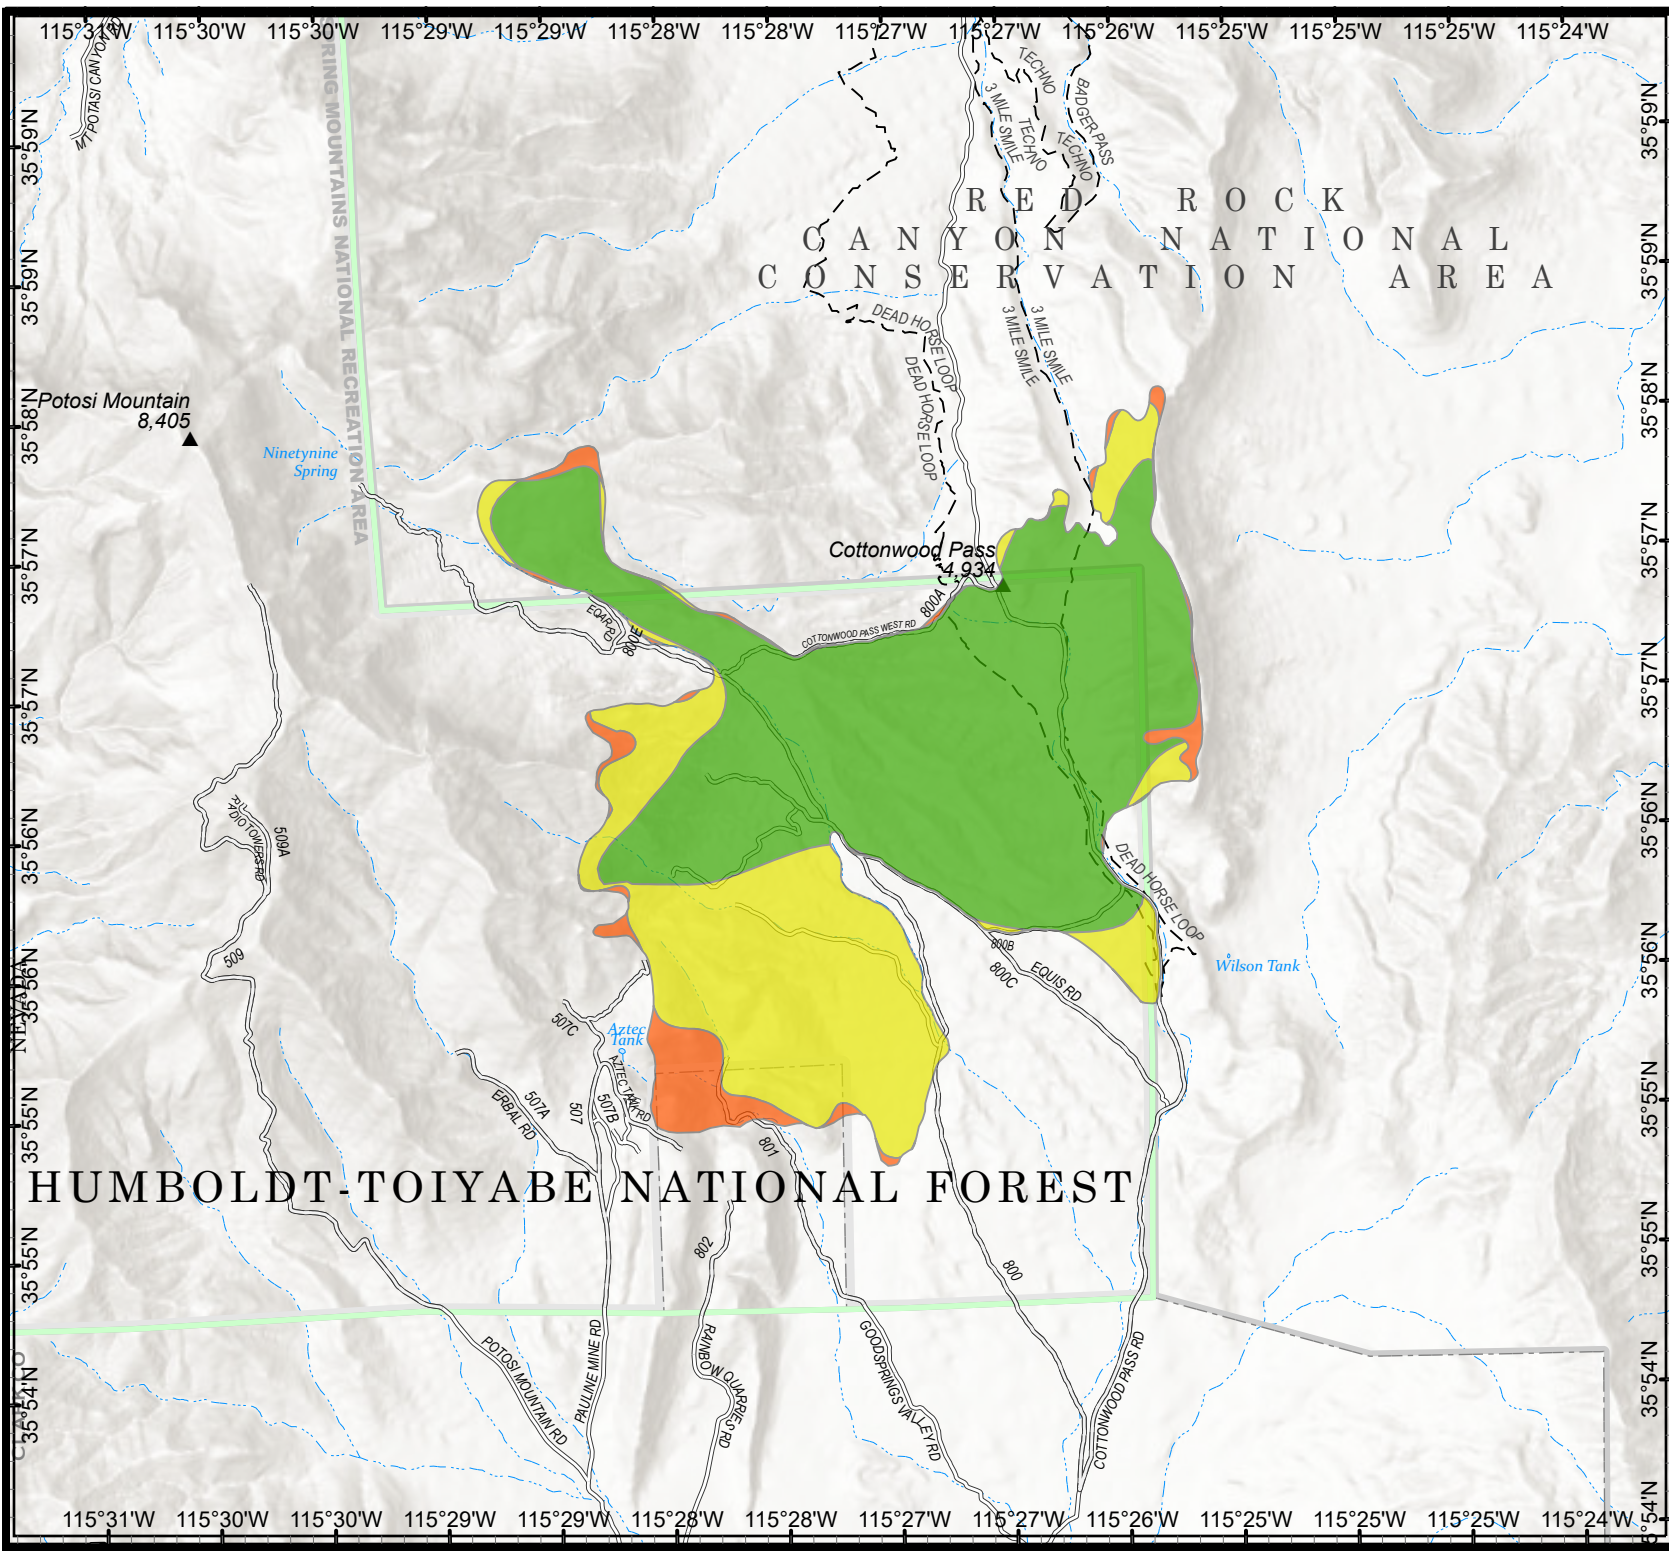 115°31'W 115°30'W 115°30'W 115°29'W 115°29'W 115°28'W 115°28'W 115°27'W 115°27'W 115°26'W 115°25'W 115°25'W 115°25'W 115°24'W
MT POTASI CANYON RD
SPRING MOUNTAINS NATIONAL RECREATION AREA
TECHNO
3 MILE SMILE
TECHNO
TECHNO
BADGER PASS
35°59'N
35°59'N
RED ROCK
CANYON NATIONAL
CONSERVATION AREA
35°59'N
35°59'N
DEAD HORSE LOOP
DEAD HORSE LOOP
3 MILE SMILE
3 MILE SMILE
Potosi Mountain
8,405
35°58'N
35°58'N
Ninetynine
Spring
Cottonwood Pass
4,934
35°57'N
35°57'N
800A
COTTONWOOD PASS WEST RD
EQAR RD
800E
35°57'N
35°57'N
RADIO TOWERS RD
509A
35°56'N
35°56'N
DEAD HORSE LOOP
509
800B
800C
EQUIS RD
Wilson Tank
NEVADA
35°56'N
35°56'N
507C
Aztec
Tank
AZTEC TANK RD
507A
ERBAL RD
507
507B
801
35°55'N
35°55'N
HUMBOLDT-TOIYABE NATIONAL FOREST
802
800
35°55'N
35°55'N
POTOSI MOUNTAIN RD
PAULINE MINE RD
RAINBOW QUARRIES RD
GOODSPRINGS VALLEY RD
COTTONWOOD PASS RD
CLARK CO
35°54'N
35°54'N
35°54'N
115°31'W 115°30'W 115°30'W 115°29'W 115°29'W 115°28'W 115°28'W 115°27'W 115°27'W 115°26'W 115°25'W 115°25'W 115°25'W 115°24'W